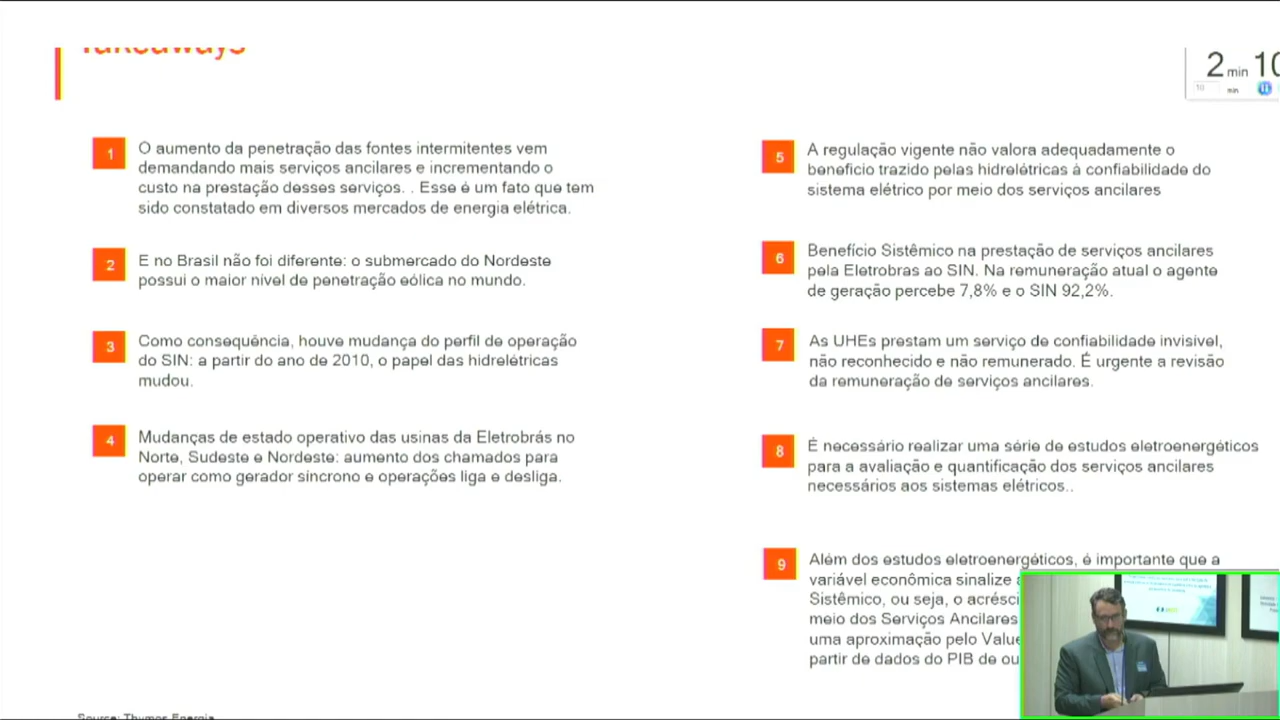 Takeaways
2 min 10
10
min
1
O aumento da penetração das fontes intermitentes vem
demandando mais serviços ancilares e incrementando o
custo na prestação desses serviços. . Esse é um fato que tem
sido constatado em diversos mercados de energia elétrica.
2
E no Brasil não foi diferente: o submercado do Nordeste
possui o maior nível de penetração eólica no mundo.
3
Como consequência, houve mudança do perfil de operação
do SIN: a partir do ano de 2010, o papel das hidrelétricas
mudou.
4
Mudanças de estado operativo das usinas da Eletrobrás no
Norte, Sudeste e Nordeste: aumento dos chamados para
operar como gerador síncrono e operações liga e desliga.
5
A regulação vigente não valora adequadamente o
benefício trazido pelas hidrelétricas à confiabilidade do
sistema elétrico por meio dos serviços ancilares
6
Benefício Sistêmico na prestação de serviços ancilares
pela Eletrobras ao SIN. Na remuneração atual o agente
de geração percebe 7,8% e o SIN 92,2%.
7
As UHEs prestam um serviço de confiabilidade invisível,
não reconhecido e não remunerado. É urgente a revisão
da remuneração de serviços ancilares.
8
É necessário realizar uma série de estudos eletroenergéticos
para a avaliação e quantificação dos serviços ancilares
necessários aos sistemas elétricos..
9
Além dos estudos eletroenergéticos, é importante que a
variável econômica sinalize
Sistêmico, ou seja, o
meio dos Serviços Ancilares
uma aproximação pelo
partir de dados do PIB de
Source: Thymos Energia